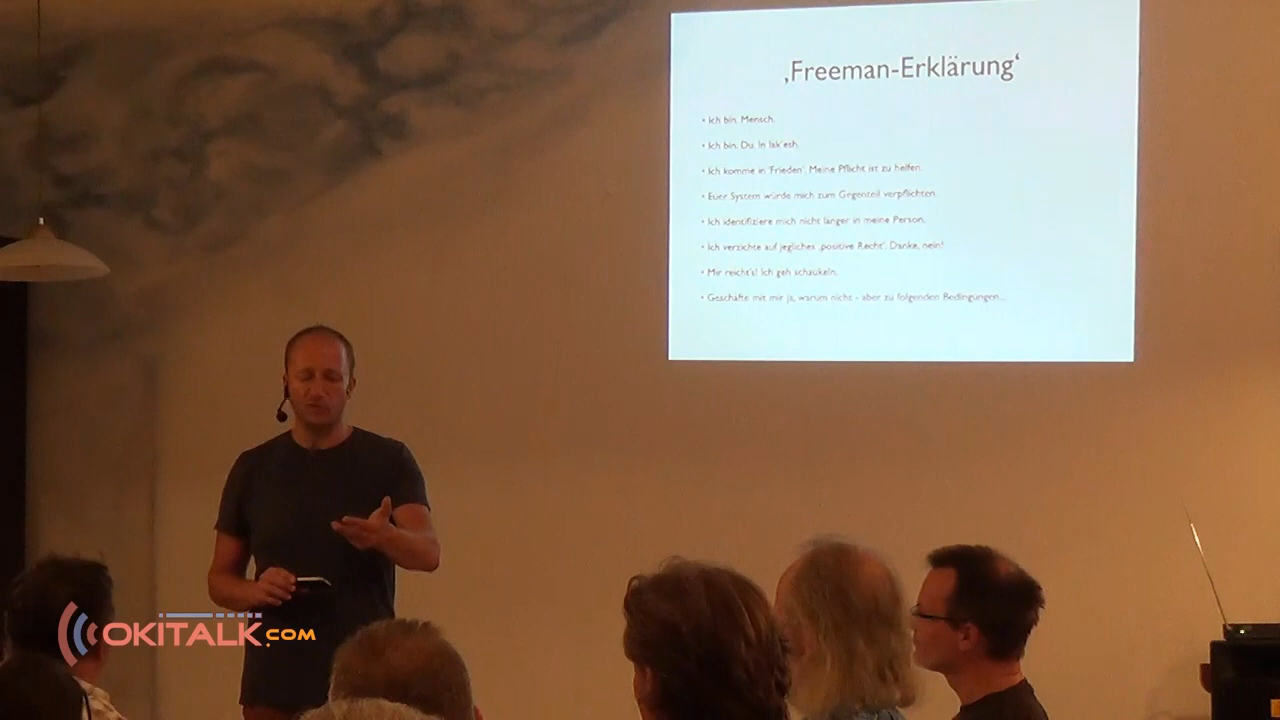 ‚Freeman-Erklärung‘
• Ich bin. Mensch.
• Ich bin. Du. In lak'esh.
• Ich komme in 'Frieden'. Meine Pflicht ist zu helfen.
• Euer System würde mich zum Gegenteil verpflichten.
• Ich identifiziere mich nicht länger in meine Person.
• Ich verzichte auf jegliches ‚positive Recht‘. Danke, nein!
• Mir reicht's! Ich geh schaukeln.
• Geschäfte mit mir ja, warum nicht - aber zu folgenden Bedingungen...
OKITALK.COM